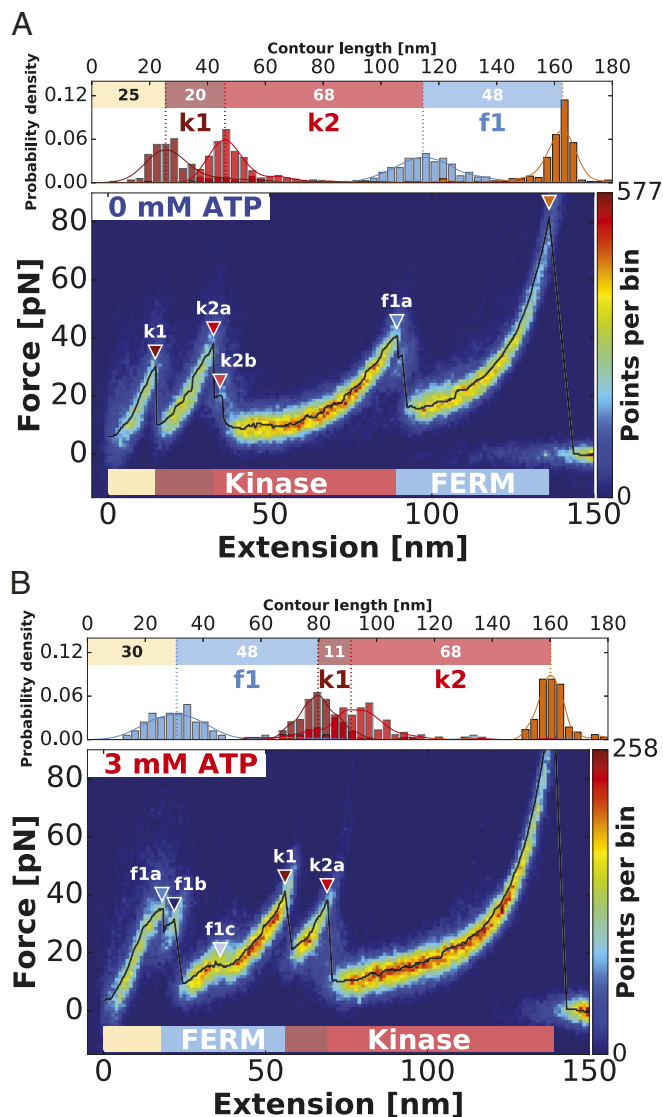 A
Contour length [nm]
0 20 40 60 80 100 120 140 160 180
Probability density
0.12
0.06
0.00
25 20 68 48
k1 k2 f1
0 mM ATP
577
80
60
40
20
0
Force [pN]
k1
k2a
k2b
f1a
Points per bin
0
Kinase FERM
0 50 100 150
Extension [nm]
B
Contour length [nm]
0 20 40 60 80 100 120 140 160 180
Probability density
0.12
0.06
0.00
30 48 11 68
f1 k1 k2
3 mM ATP
258
80
60
40
20
0
Force [pN]
f1a
f1b
f1c
k1
k2a
Points per bin
0
FERM Kinase
0 50 100 150
Extension [nm]